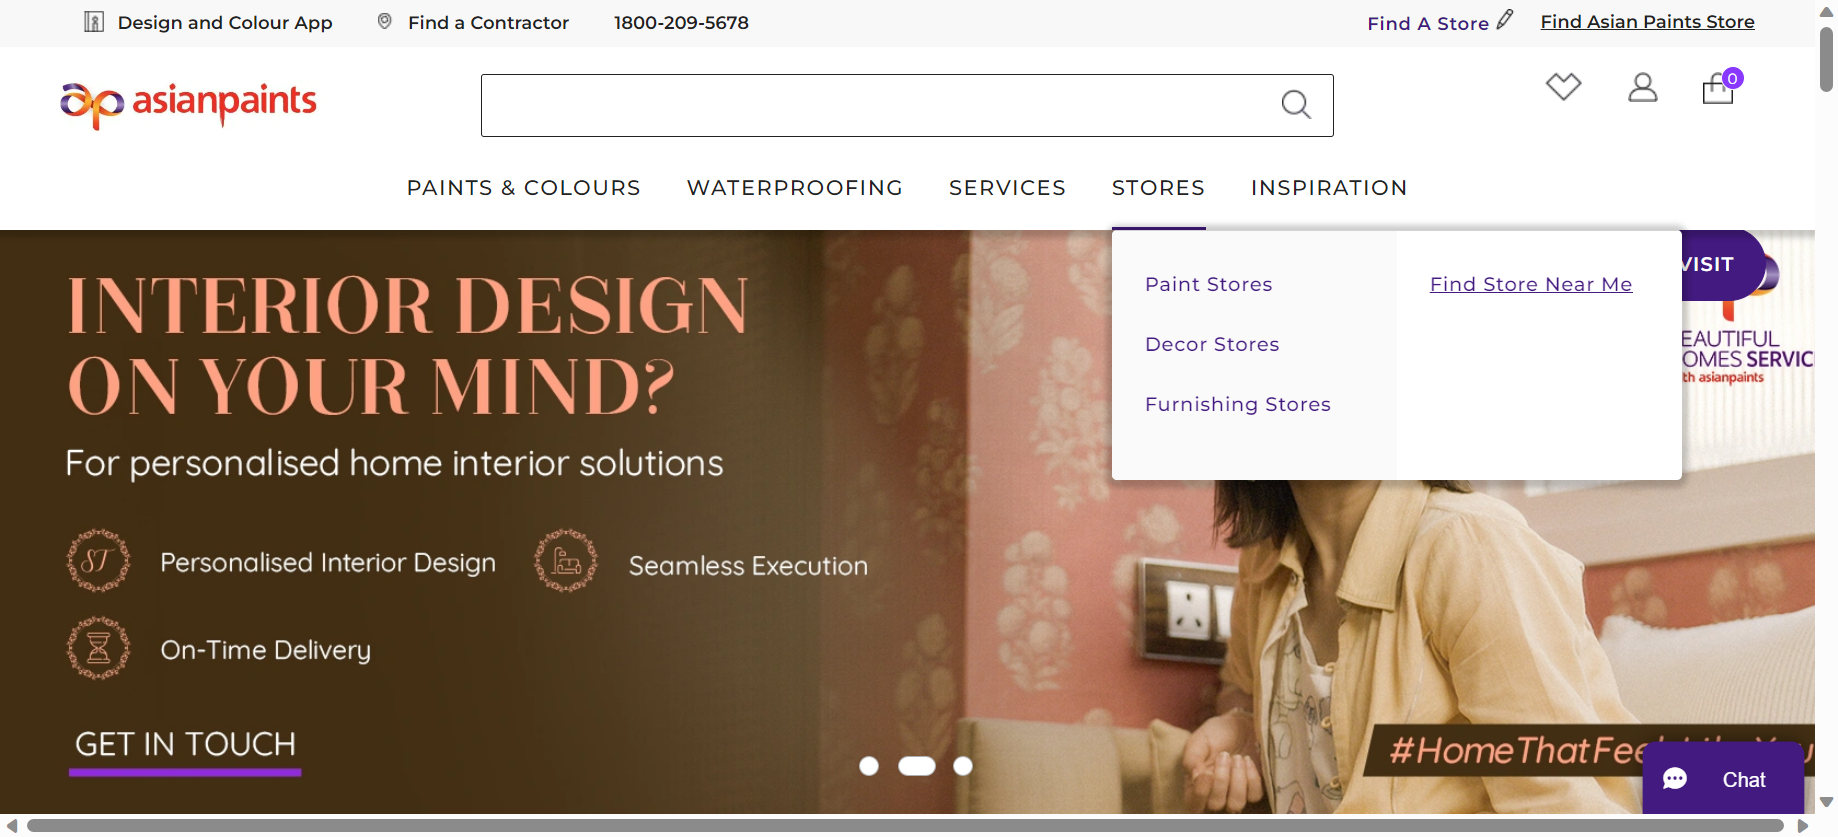 Design and Colour App
Find a Contractor
1800-209-5678
Find A Store
Find Asian Paints Store
asianpaints
0
PAINTS & COLOURS
WATERPROOFING
SERVICES
STORES
INSPIRATION
Paint Stores
Decor Stores
Furnishing Stores
Find Store Near Me
VISIT
EAUTIFUL
OMES SERVIC
th asianpaints
INTERIOR DESIGN
ON YOUR MIND?
For personalised home interior solutions
ST
Personalised Interior Design
Seamless Execution
On-Time Delivery
GET IN TOUCH
Chat